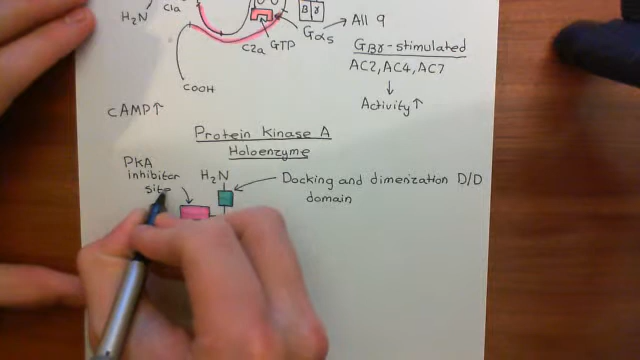 C1a
H₂N
β γ
→ All 9
Gαs
C2a GTP
Gβγ-stimulated
AC2, AC4, AC7
↓
Activity↑
COOH
cAMP↑
Protein Kinase A
Holoenzyme
PKA
inhibitor
site
H₂N
Docking and dimerization D/D
domain